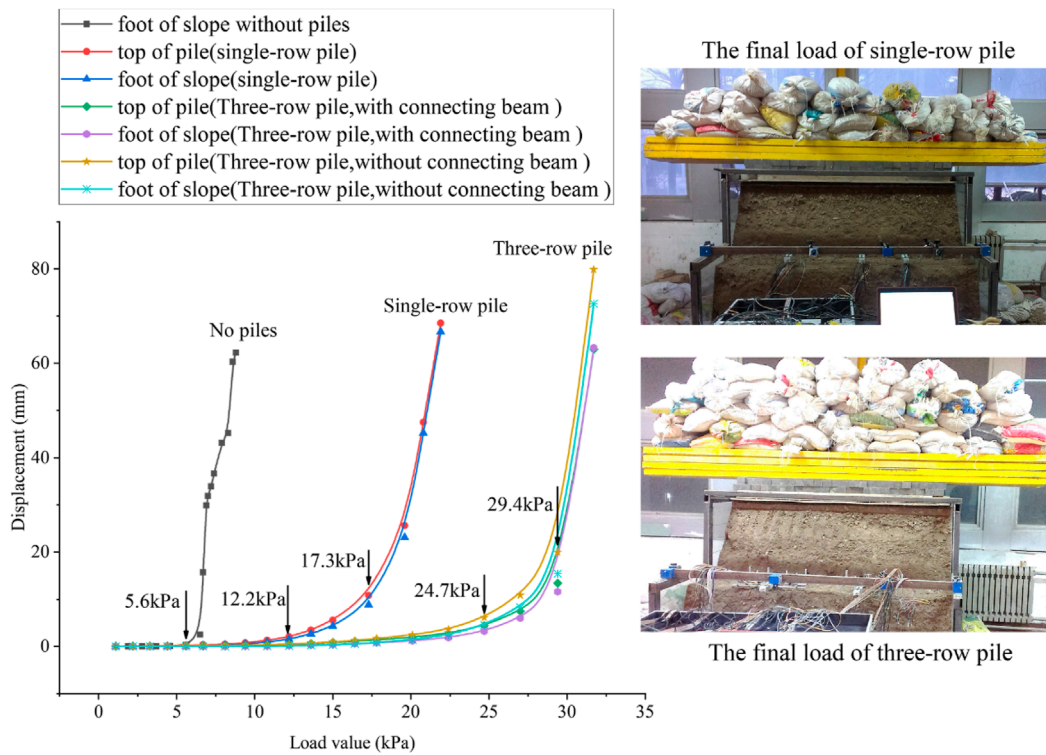 foot of slope without piles
top of pile(single-row pile)
foot of slope(single-row pile)
top of pile(Three-row pile,with connecting beam )
foot of slope(Three-row pile,with connecting beam )
top of pile(Three-row pile,without connecting beam )
foot of slope(Three-row pile,without connecting beam )
The final load of single-row pile
Three-row pile
Single-row pile
No piles
29.4kPa
17.3kPa
24.7kPa
12.2kPa
5.6kPa
80
60
40
20
0
Displacement (mm)
0 5 10 15 20 25 30 35
Load value (kPa)
The final load of three-row pile